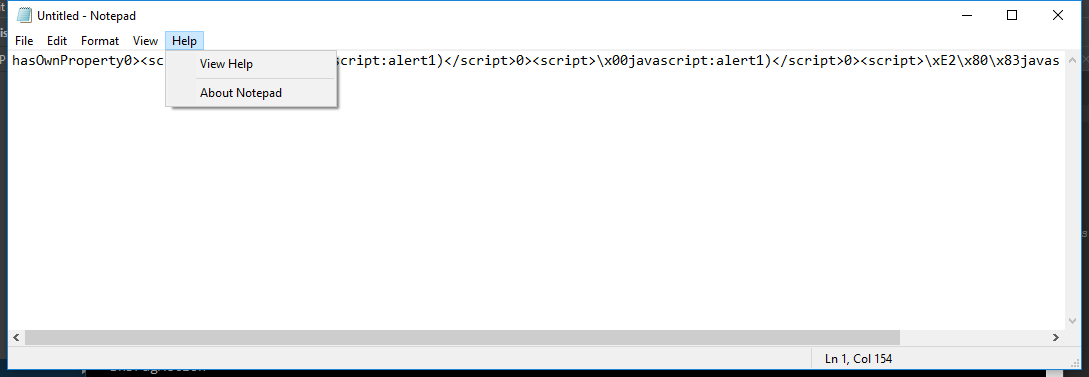 Untitled - Notepad
File Edit Format View Help
hasOwnProperty0><sc
View Help
script:alert1)</script>0><script>\x00javascript:alert1)</script>0><script>\xE2\x80\x83javas
About Notepad
Ln 1, Col 154